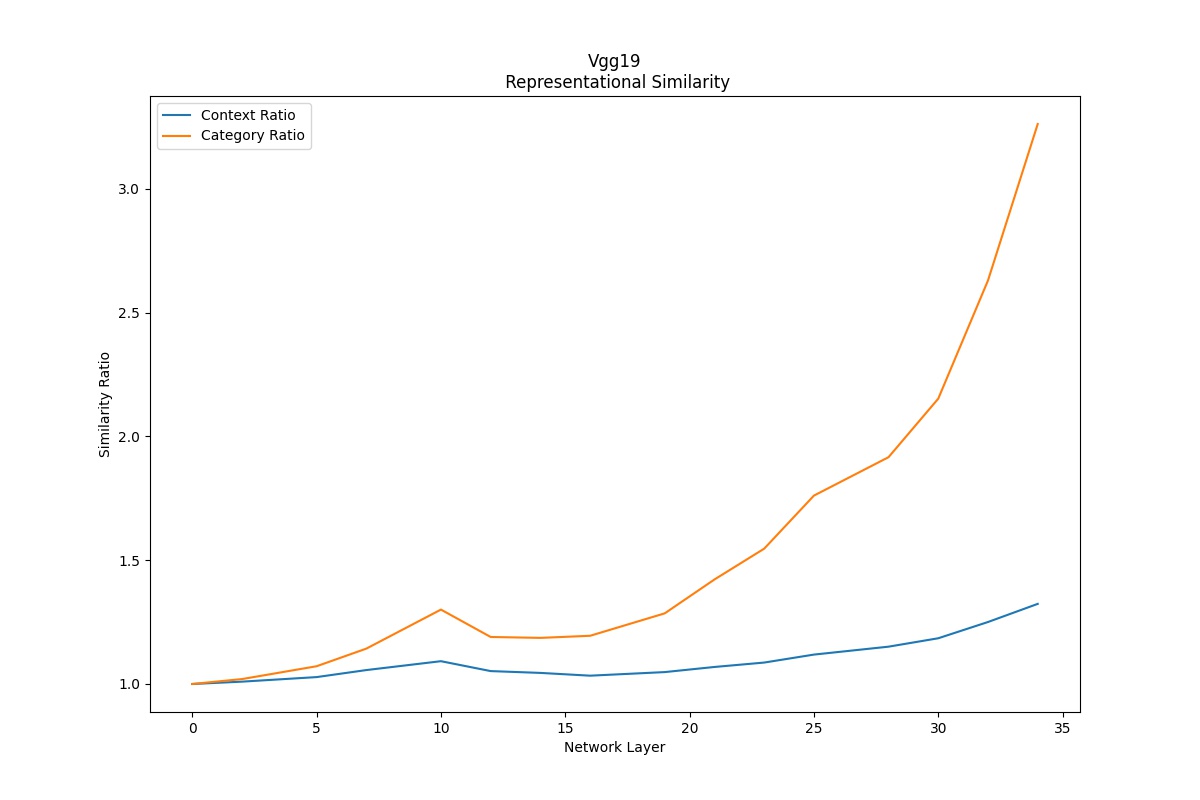 Vgg19
Representational Similarity
Context Ratio
Category Ratio
Similarity Ratio
3.0
2.5
2.0
1.5
1.0
0 5 10 15 20 25 30 35
Network Layer